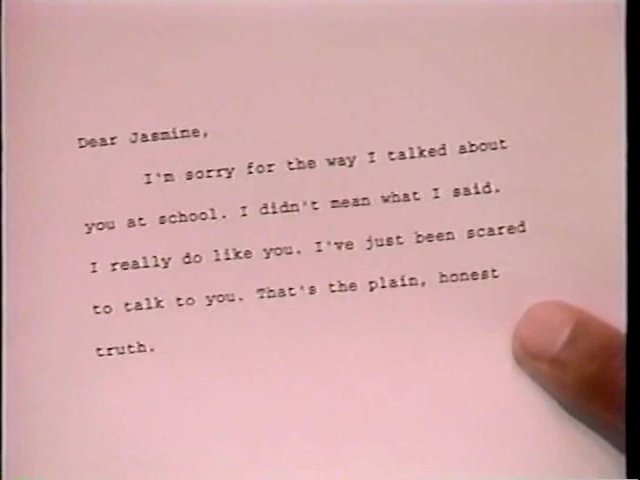 Dear Jasmine,
I'm sorry for the way I talked about
you at school. I didn't mean what I said.
I really do like you. I've just been scared
to talk to you. That's the plain, honest
truth.